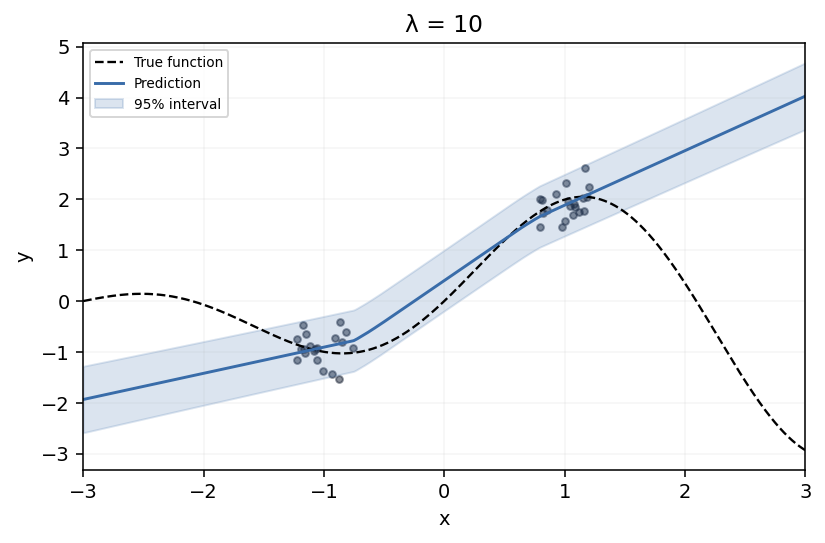 λ = 10
True function
Prediction
95% interval
5
4
3
2
1
0
−1
−2
−3
y
−3 −2 −1 0 1 2 3
x